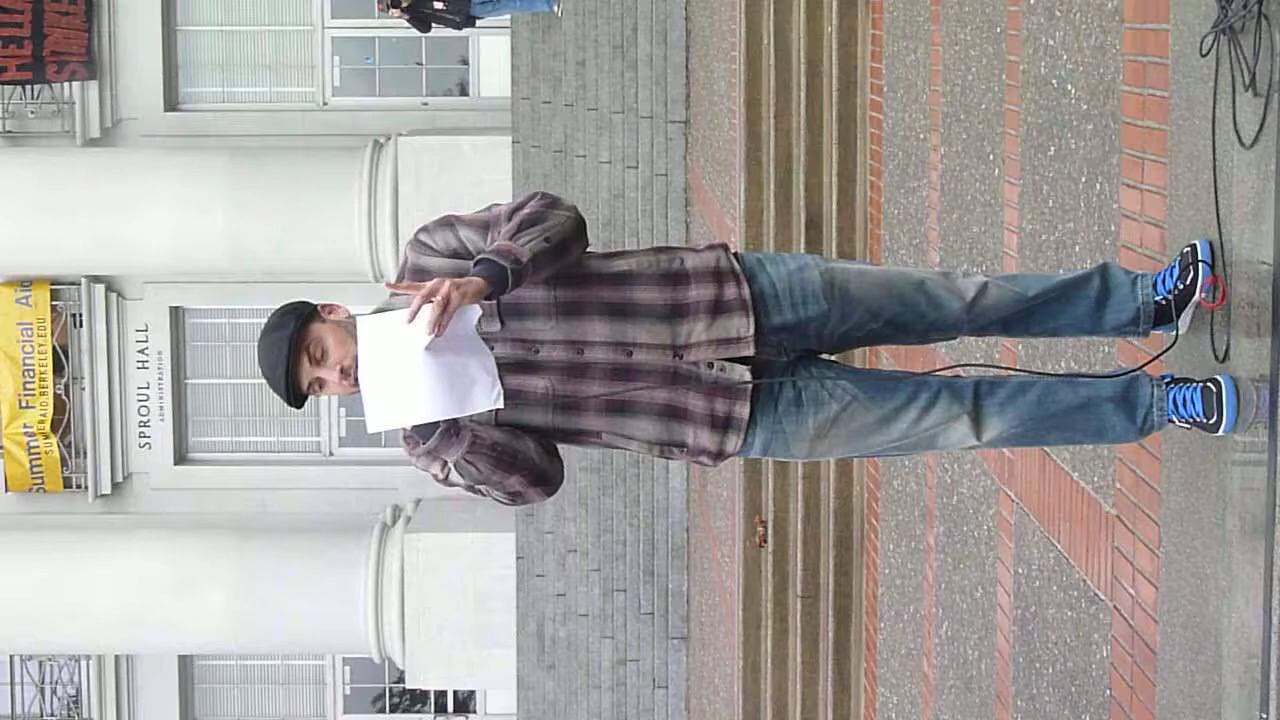 Summer Financial Aid
SUMMERAID.BERKELEY.EDU
SPROUL HALL
ADMINISTRATION